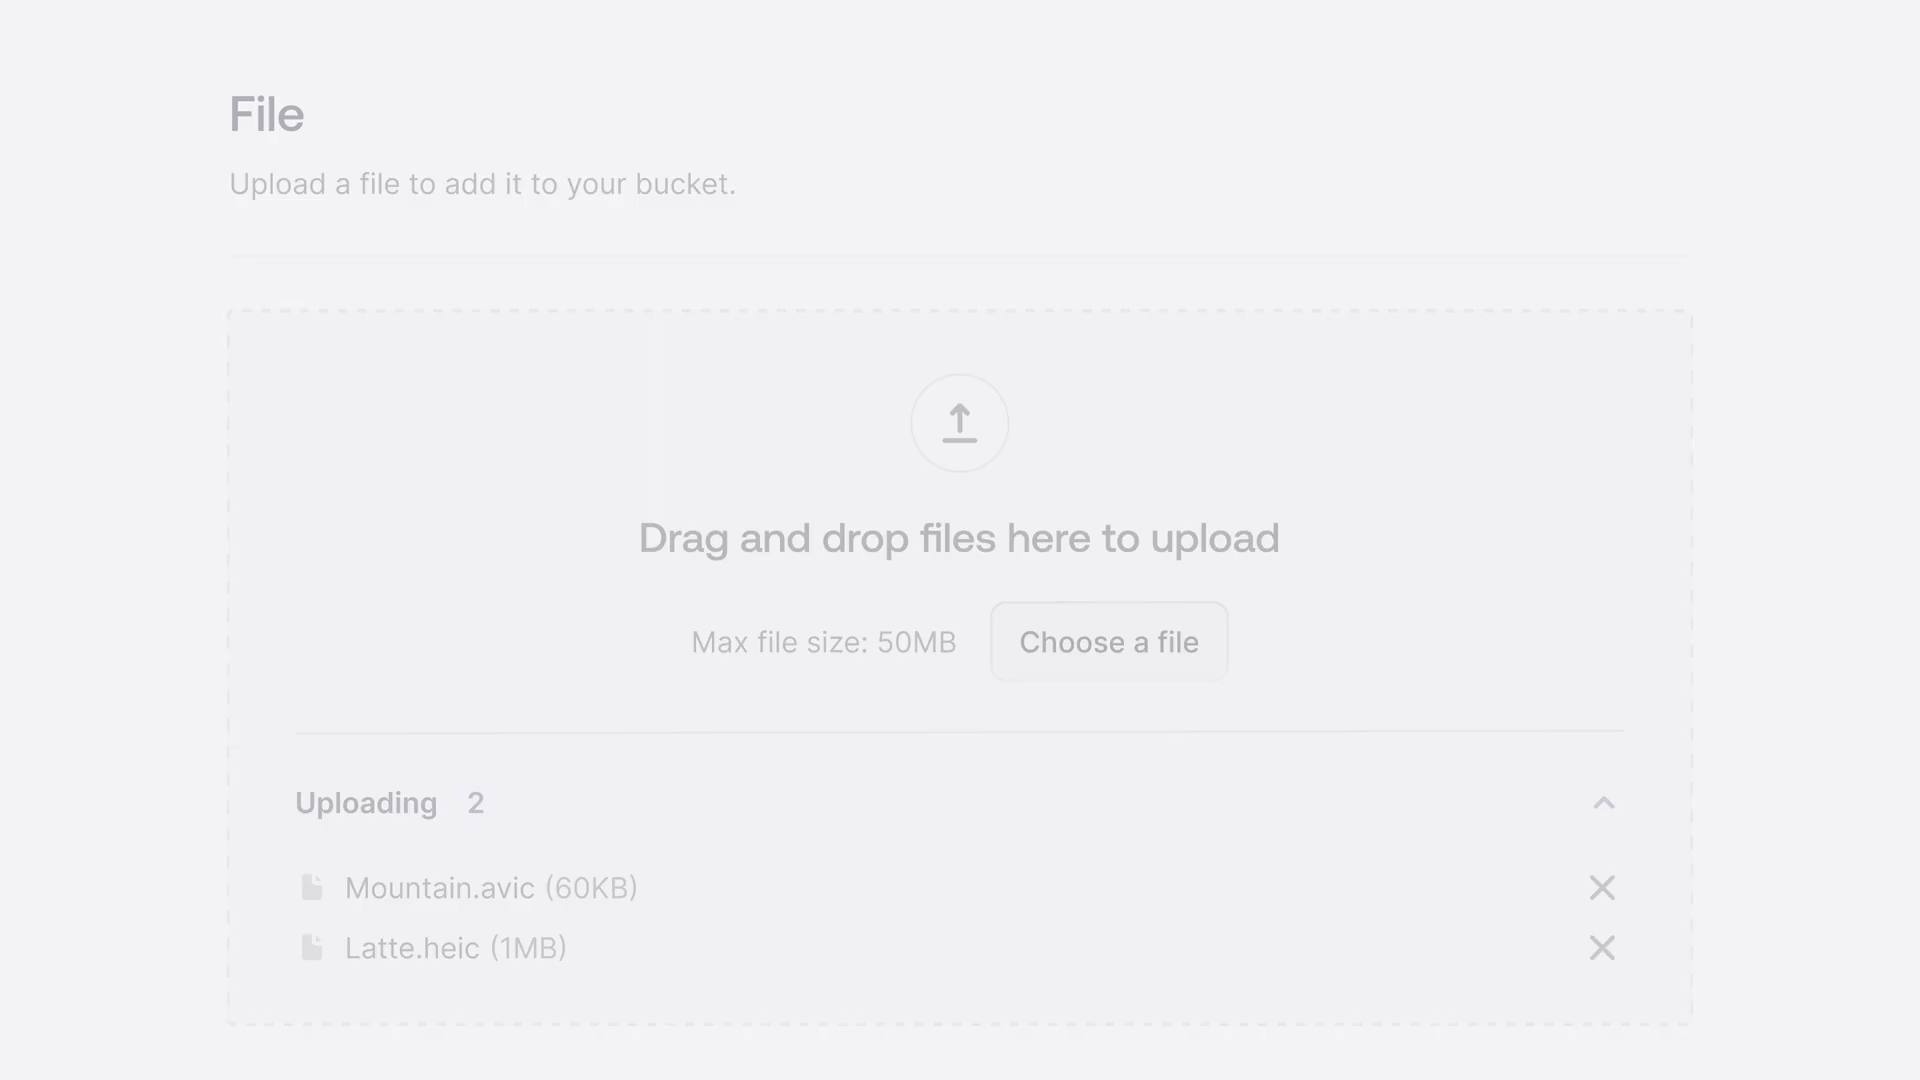 File
Upload a file to add it to your bucket.
Drag and drop files here to upload
Max file size: 50MB
Choose a file
Uploading 2
Mountain.avic (60KB)
Latte.heic (1MB)